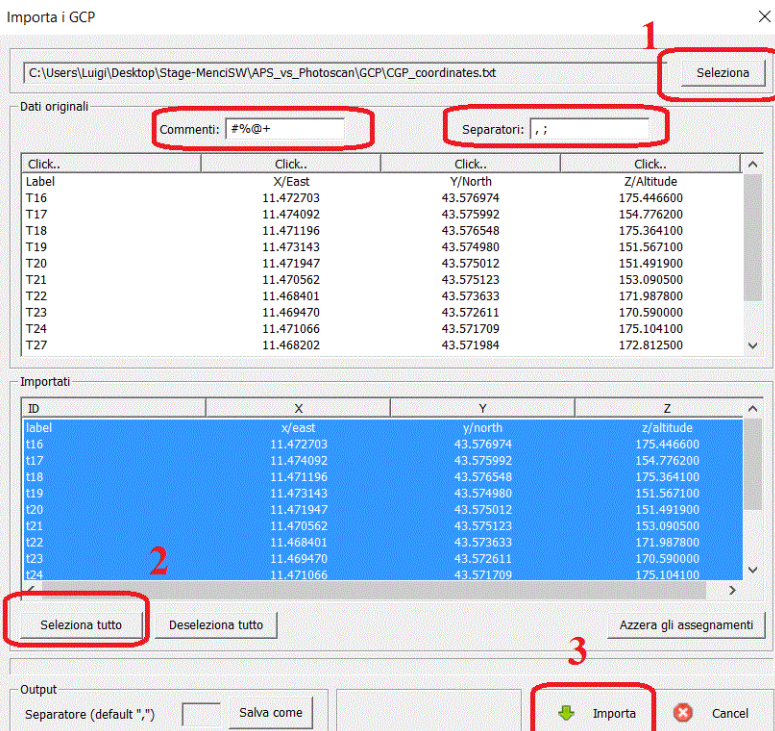 Importa i GCP
1
C:\Users\Luigi\Desktop\Stage-MenciSW\APS_vs_Photoscan\GCP\CGP_coordinates.txt Seleziona
Dati originali
Commenti: #%@+ Separatori: , ;
Click.. Click.. Click.. Click..
Label X/East Y/North Z/Altitude
T16 11.472703 43.576974 175.446600
T17 11.474092 43.575992 154.776200
T18 11.471196 43.576548 175.364100
T19 11.473143 43.574980 151.567100
T20 11.471947 43.575012 151.491900
T21 11.470562 43.575123 153.090500
T22 11.468401 43.573633 171.987800
T23 11.469470 43.572611 170.590000
T24 11.471066 43.571709 175.104100
T27 11.468202 43.571984 172.812500
Importati
ID X Y Z
label x/east y/north z/altitude
t16 11.472703 43.576974 175.446600
t17 11.474092 43.575992 154.776200
t18 11.471196 43.576548 175.364100
t19 11.473143 43.574980 151.567100
t20 11.471947 43.575012 151.491900
t21 11.470562 43.575123 153.090500
t22 11.468401 43.573633 171.987800
t23 11.469470 43.572611 170.590000
t24 11.471066 43.571709 175.104100
2
Seleziona tutto Deseleziona tutto Azzera gli assegnamenti
3
Output
Separatore (default ",") Salva come Importa Cancel